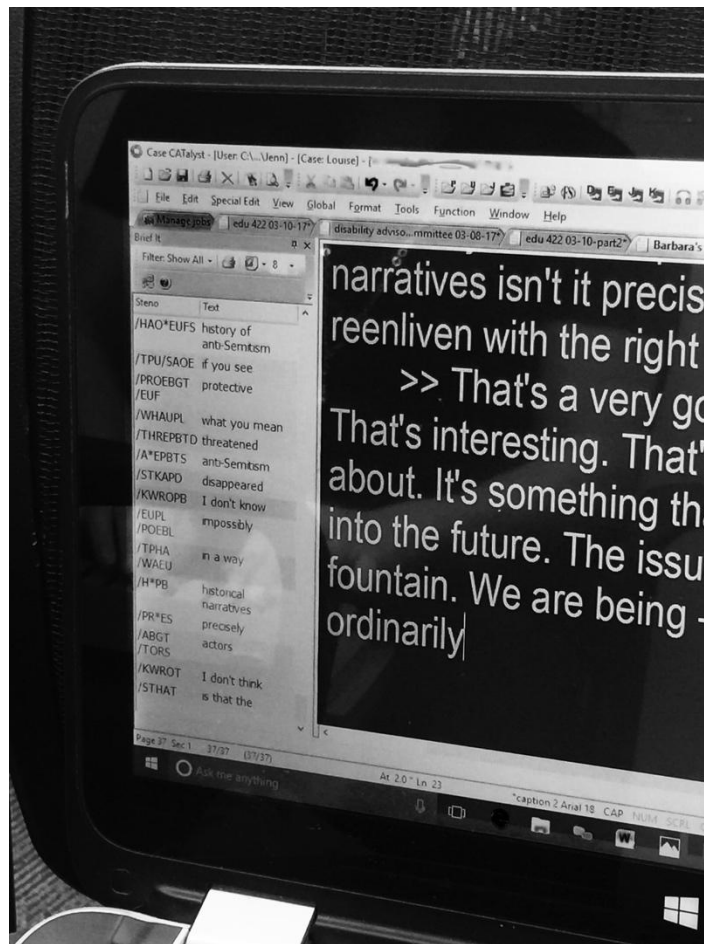 Case CATalyst - [User: C:\...\Jenn] - [Case: Louise] - [
File Edit Special Edit View Global Format Tools Function Window Help
Manage jobs edu 422 03-10-17* disability adviso...mmittee 03-08-17* edu 422 03-10-part2* Barbara's
Brief It
Filter: Show All 8
Steno Text
/HAO*EUFS history of
anti-Semitism
/TPU/SAOE if you see
/PROEBGT protective
/EUF
/WHAUPL what you mean
/THREPBTD threatened
/A*EPBTS anti-Semitism
/STKAPD disappeared
/KWROPB I don't know
/EUPL impossibly
/POEBL
/TPHA in a way
/WAEU
/H*PB historical
narratives
/PR*ES precisely
/ABGT actors
/TORS
/KWROT I don't think
/STHAT is that the
narratives isn't it precis
reenliven with the right
>> That's a very go
That's interesting. That'
about. It's something tha
into the future. The issu
fountain. We are being -
ordinarily
Page 37 Sec 1 37/37 (37/37) At 2.0" Ln 23 "caption 2 Arial 18 CAP NUM SCRL
Ask me anything